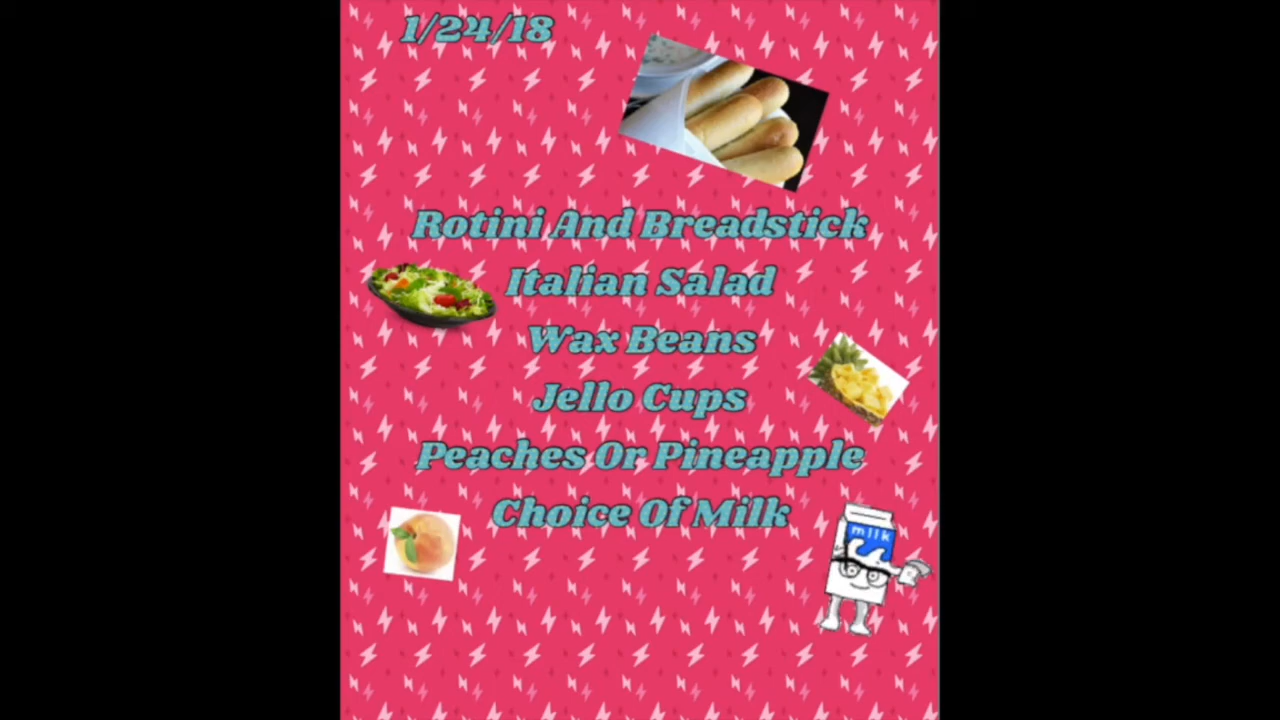 1/24/18
Rotini And Breadstick
Italian Salad
Wax Beans
Jello Cups
Peaches Or Pineapple
Choice Of Milk
milk